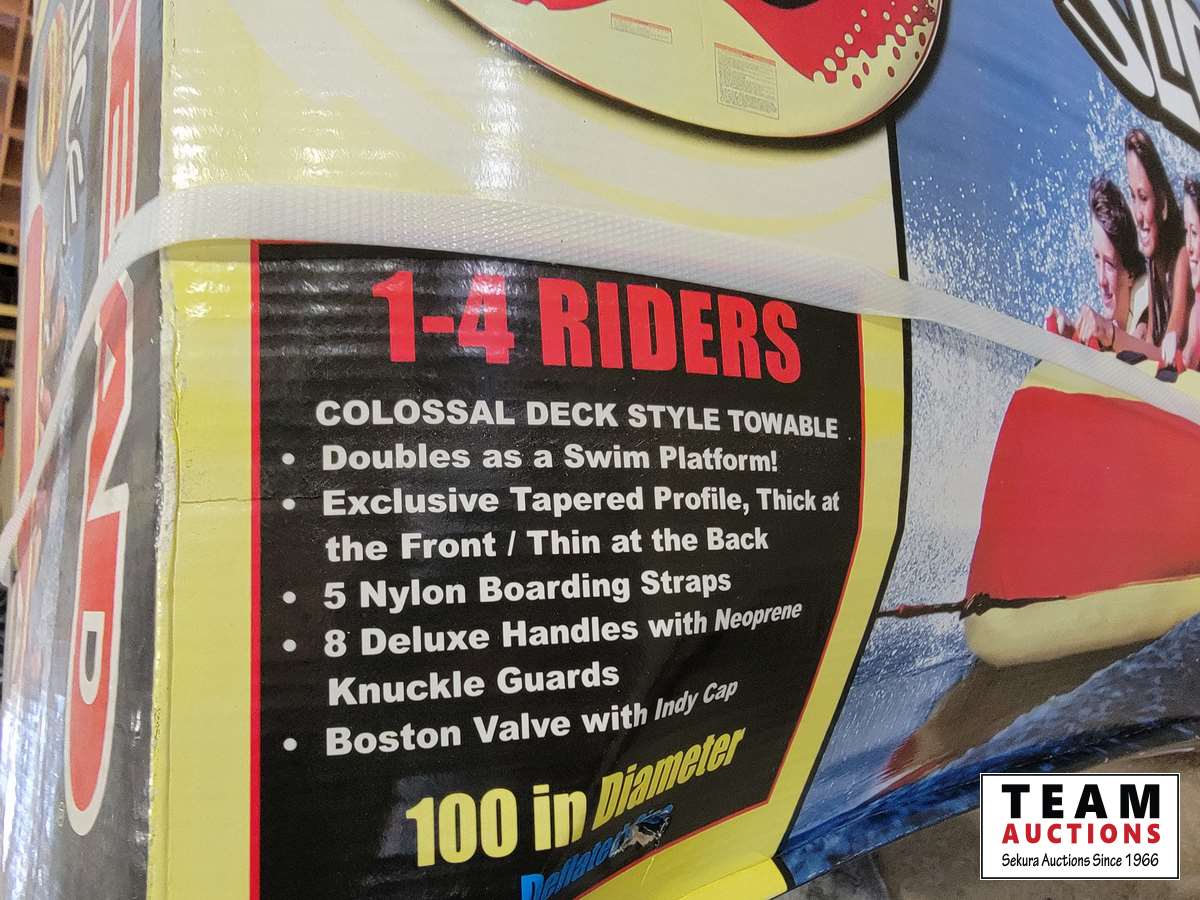 1-4 RIDERS
COLOSSAL DECK STYLE TOWABLE
• Doubles as a Swim Platform!
• Exclusive Tapered Profile, Thick at
the Front / Thin at the Back
• 5 Nylon Boarding Straps
• 8 Deluxe Handles with Neoprene
Knuckle Guards
• Boston Valve with Indy Cap
100 in Diameter
Deflated
TEAM
AUCTIONS
Sekura Auctions Since 1966